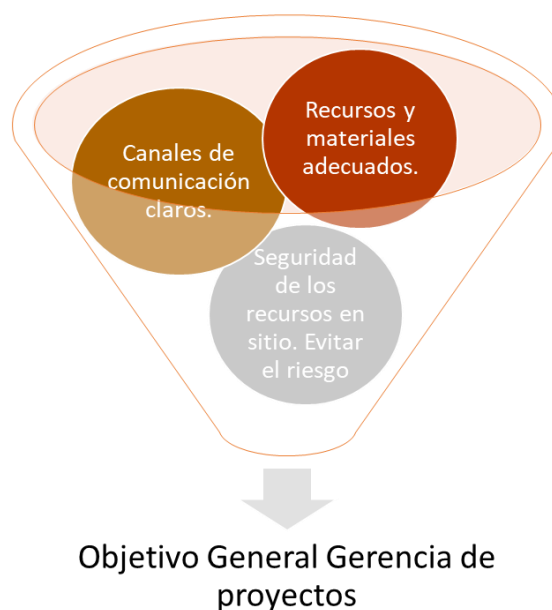 Recursos y
materiales
adecuados.
Canales de
comunicación
claros.
Seguridad
de los
recursos en
sitio. Evitar
el riesgo
Objetivo General Gerencia de
proyectos